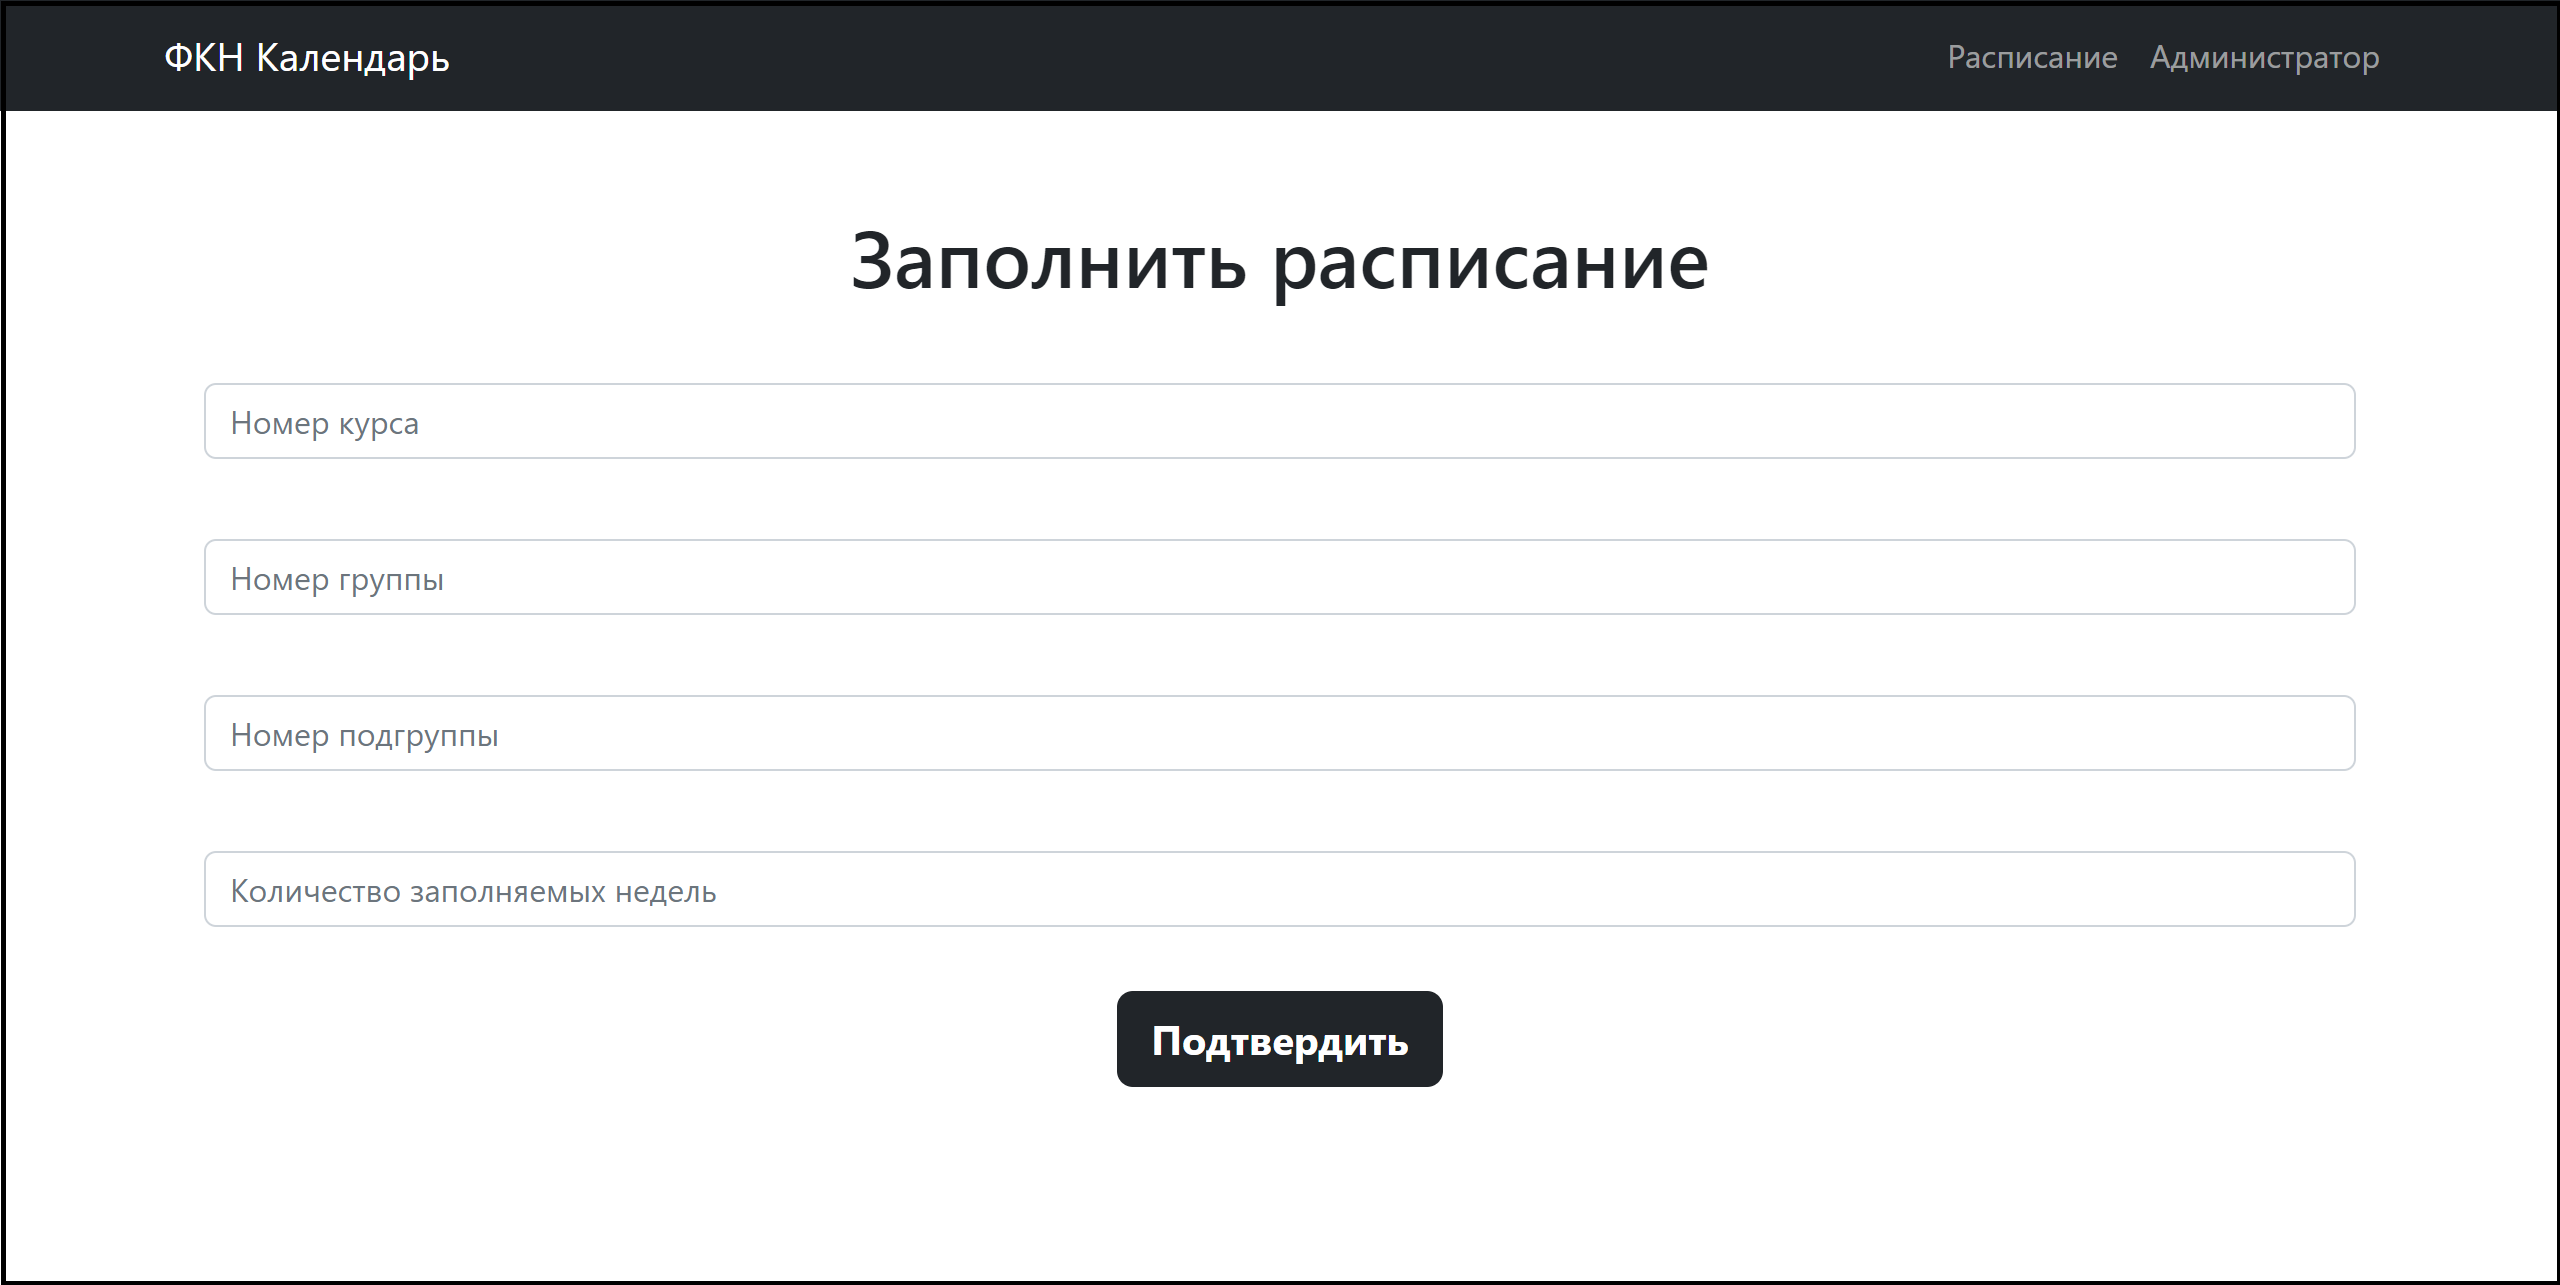 ФКН Календарь
Расписание Администратор
Заполнить расписание
Номер курса
Номер группы
Номер подгруппы
Количество заполняемых недель
Подтвердить